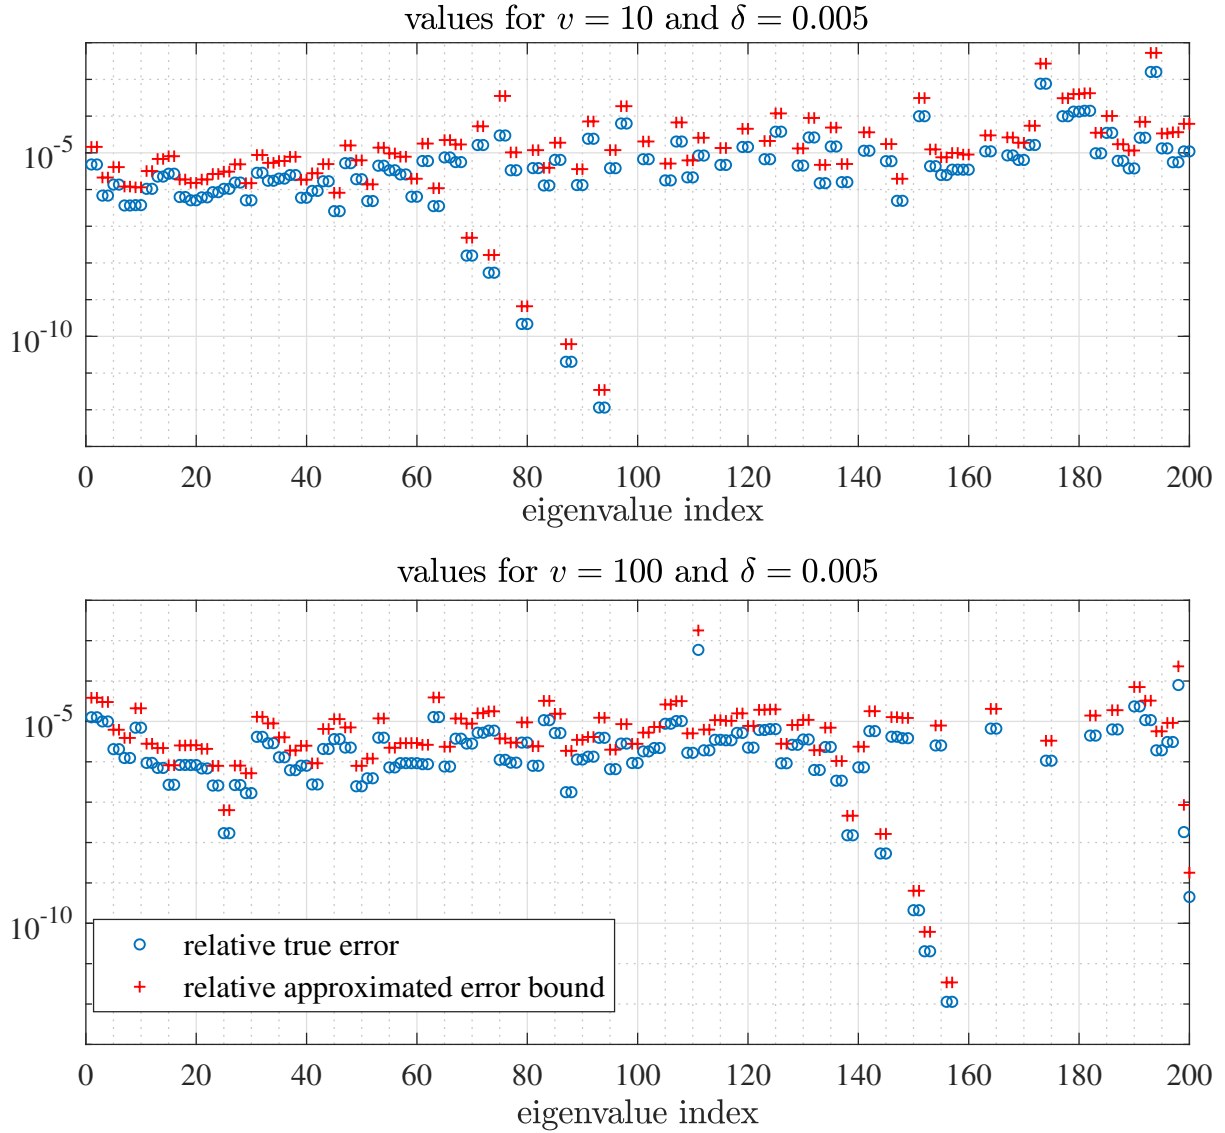 values for v = 10 and δ = 0.005
10^-5
10^-10
0 20 40 60 80 100 120 140 160 180 200
eigenvalue index
values for v = 100 and δ = 0.005
10^-5
10^-10
relative true error
relative approximated error bound
0 20 40 60 80 100 120 140 160 180 200
eigenvalue index